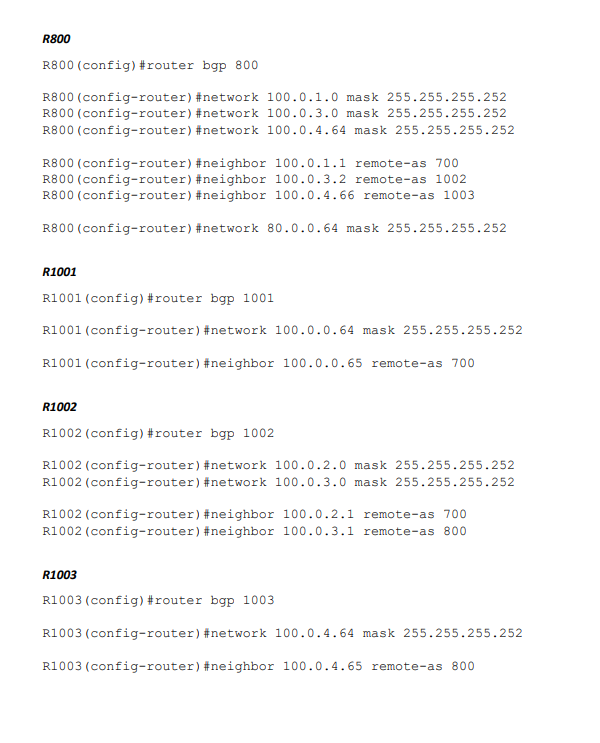 R800
R800(config)#router bgp 800
R800(config-router)#network 100.0.1.0 mask 255.255.255.252
R800(config-router)#network 100.0.3.0 mask 255.255.255.252
R800(config-router)#network 100.0.4.64 mask 255.255.255.252
R800(config-router)#neighbor 100.0.1.1 remote-as 700
R800(config-router)#neighbor 100.0.3.2 remote-as 1002
R800(config-router)#neighbor 100.0.4.66 remote-as 1003
R800(config-router)#network 80.0.0.64 mask 255.255.255.252
R1001
R1001(config)#router bgp 1001
R1001(config-router)#network 100.0.0.64 mask 255.255.255.252
R1001(config-router)#neighbor 100.0.0.65 remote-as 700
R1002
R1002(config)#router bgp 1002
R1002(config-router)#network 100.0.2.0 mask 255.255.255.252
R1002(config-router)#network 100.0.3.0 mask 255.255.255.252
R1002(config-router)#neighbor 100.0.2.1 remote-as 700
R1002(config-router)#neighbor 100.0.3.1 remote-as 800
R1003
R1003(config)#router bgp 1003
R1003(config-router)#network 100.0.4.64 mask 255.255.255.252
R1003(config-router)#neighbor 100.0.4.65 remote-as 800